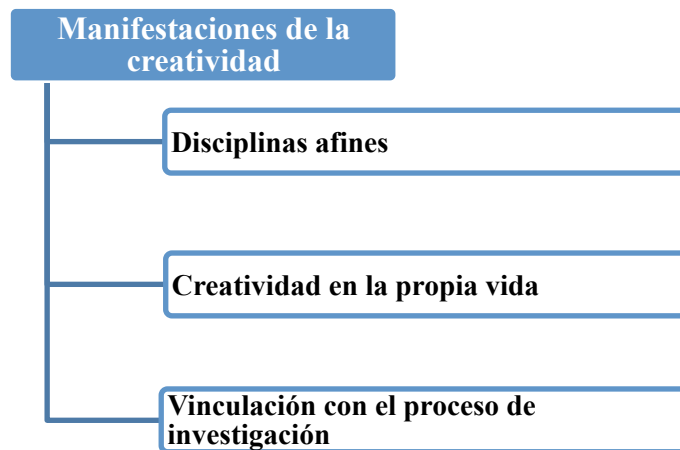 Manifestaciones de la
creatividad
Disciplinas afines
Creatividad en la propia vida
Vinculación con el proceso de
investigación